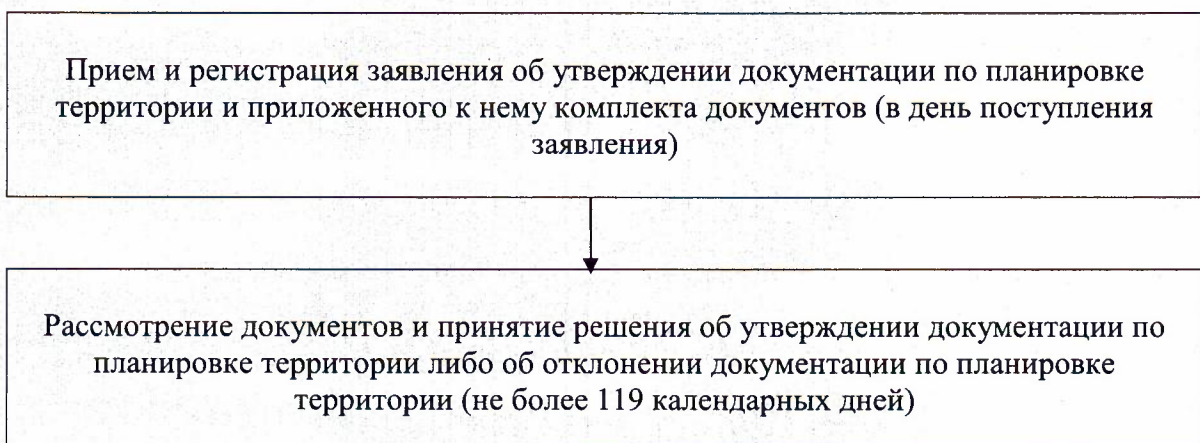 Прием и регистрация заявления об утверждении документации по планировке
территории и приложенного к нему комплекта документов (в день поступления
заявления)
Рассмотрение документов и принятие решения об утверждении документации по
планировке территории либо об отклонении документации по планировке
территории (не более 119 календарных дней)